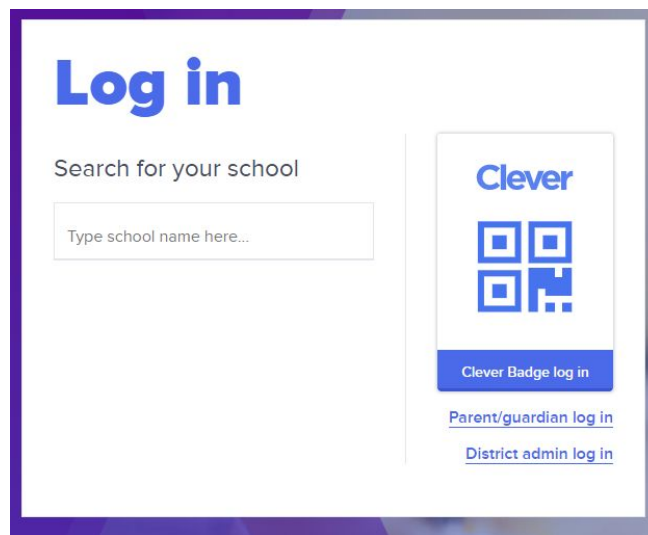 Log in
Search for your school
Type school name here...
Clever
Clever Badge log in
Parent/guardian log in
District admin log in